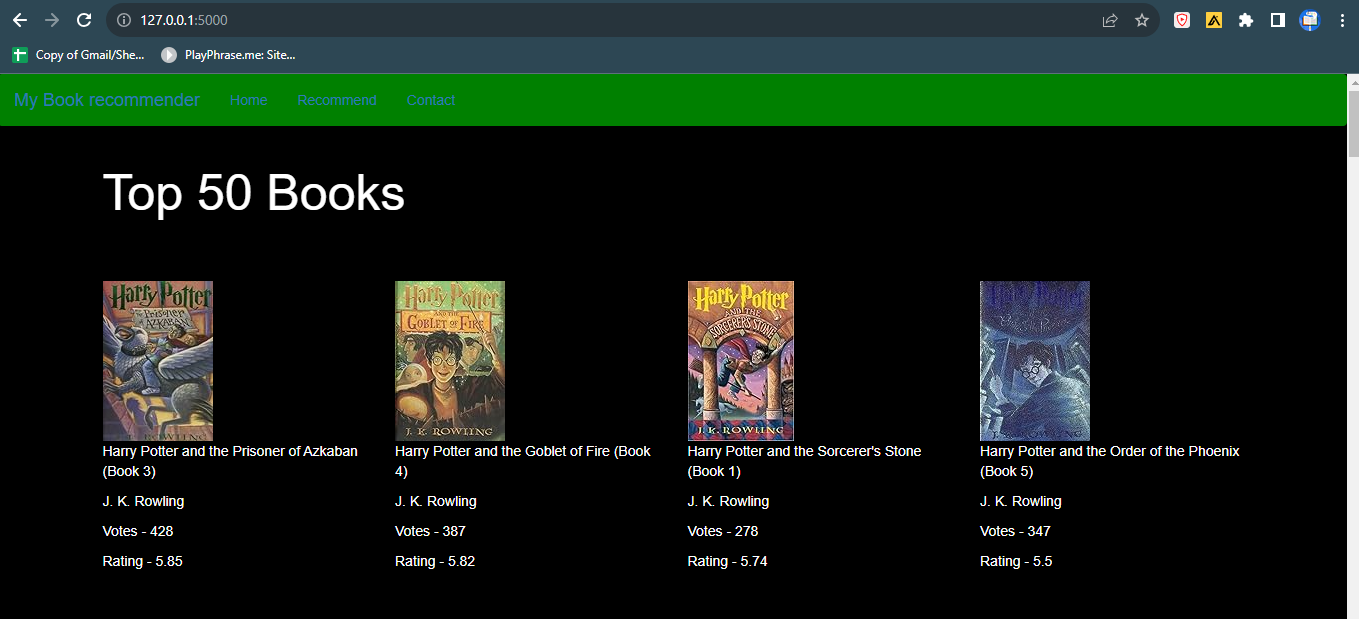 127.0.0.1:5000
Copy of Gmail/She... PlayPhrase.me: Site...
My Book recommender Home Recommend Contact
Top 50 Books
Harry Potter
The Prisoner
of AZKABAN
ROWLING
Harry Potter and the Prisoner of Azkaban
(Book 3)
J. K. Rowling
Votes - 428
Rating - 5.85
Harry Potter
AND THE
GOBLET OF FIRE
J. K. ROWLING
Harry Potter and the Goblet of Fire (Book
4)
J. K. Rowling
Votes - 387
Rating - 5.82
Harry Potter
AND THE
SORCERER'S STONE
J. K. ROWLING
Harry Potter and the Sorcerer's Stone
(Book 1)
J. K. Rowling
Votes - 278
Rating - 5.74
Harry Potter
J. K. ROWLING
Harry Potter and the Order of the Phoenix
(Book 5)
J. K. Rowling
Votes - 347
Rating - 5.5